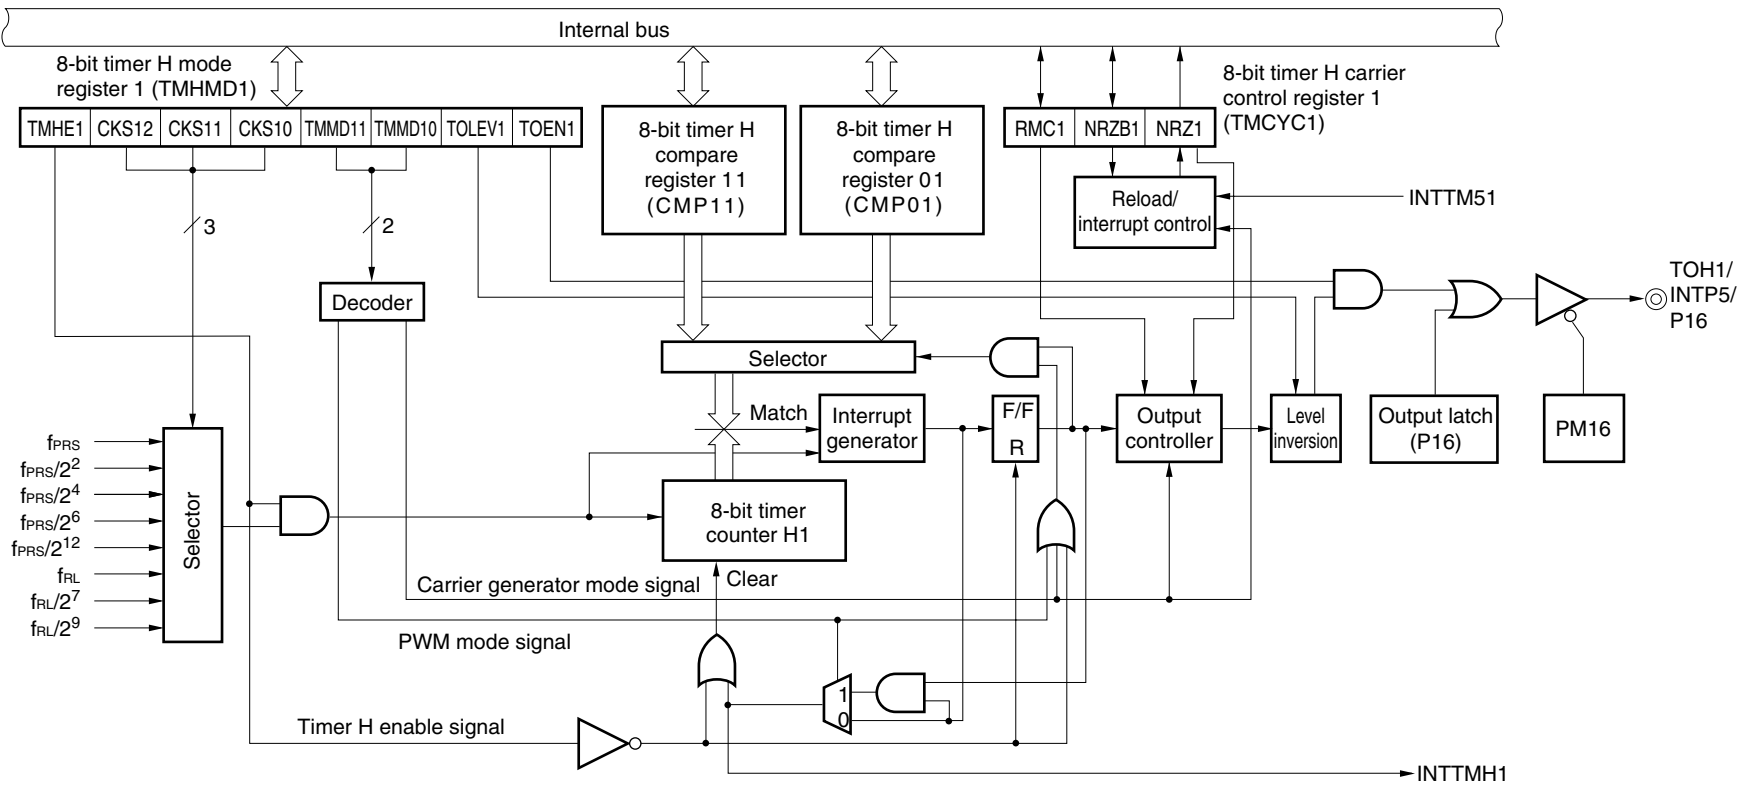 Internal bus
8-bit timer H mode
register 1 (TMHMD1)
8-bit timer H carrier
control register 1
(TMCYC1)
TMHE1 CKS12 CKS11 CKS10 TMMD11 TMMD10 TOLEV1 TOEN1
8-bit timer H
compare
register 11
(CMP11)
8-bit timer H
compare
register 01
(CMP01)
RMC1 NRZB1 NRZ1
Reload/
interrupt control
INTTM51
3
2
Decoder
TOH1/
INTP5/
P16
Selector
Match
Interrupt
generator
F/F
R
Output
controller
Level
inversion
Output latch
(P16)
PM16
fPRS
fPRS/2²
fPRS/2⁴
fPRS/2⁶
fPRS/2¹²
fRL
fRL/2⁷
fRL/2⁹
Selector
8-bit timer
counter H1
Clear
Carrier generator mode signal
PWM mode signal
1
0
Timer H enable signal
INTTMH1